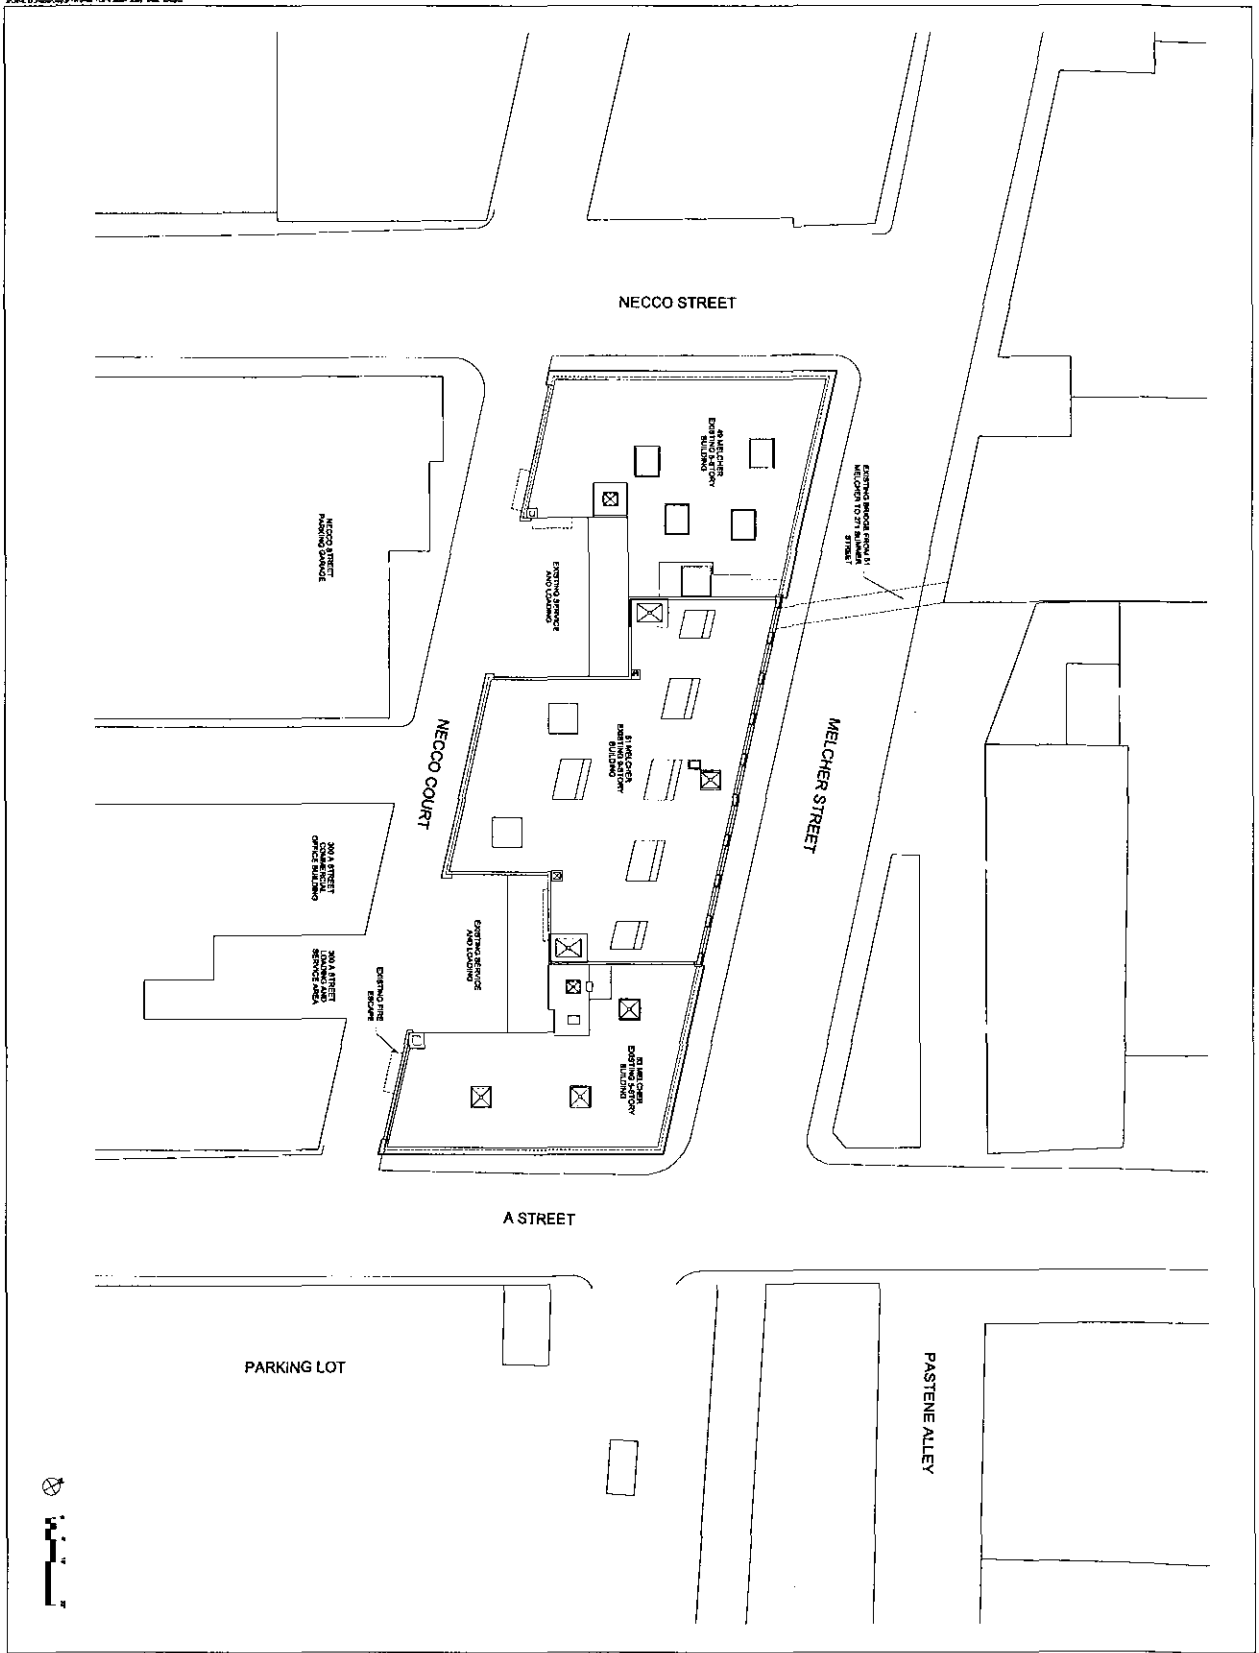 NECCO STREET
49 MELCHER
EXISTING 5-STORY
BUILDING
EXISTING BRIDGE FROM 51
MELCHER TO 271 SUMMER
STREET
NECCO STREET
PARKING GARAGE
EXISTING SERVICE
AND LOADING
MELCHER STREET
NECCO COURT
51 MELCHER
EXISTING 9-STORY
BUILDING
300 A STREET
COMMERCIAL
OFFICE BUILDING
300 A STREET
LOADING AND
SERVICE AREA
EXISTING SERVICE
AND LOADING
EXISTING FIRE
ESCAPE
53 MELCHER
EXISTING 5-STORY
BUILDING
A STREET
PARKING LOT
PASTENE ALLEY